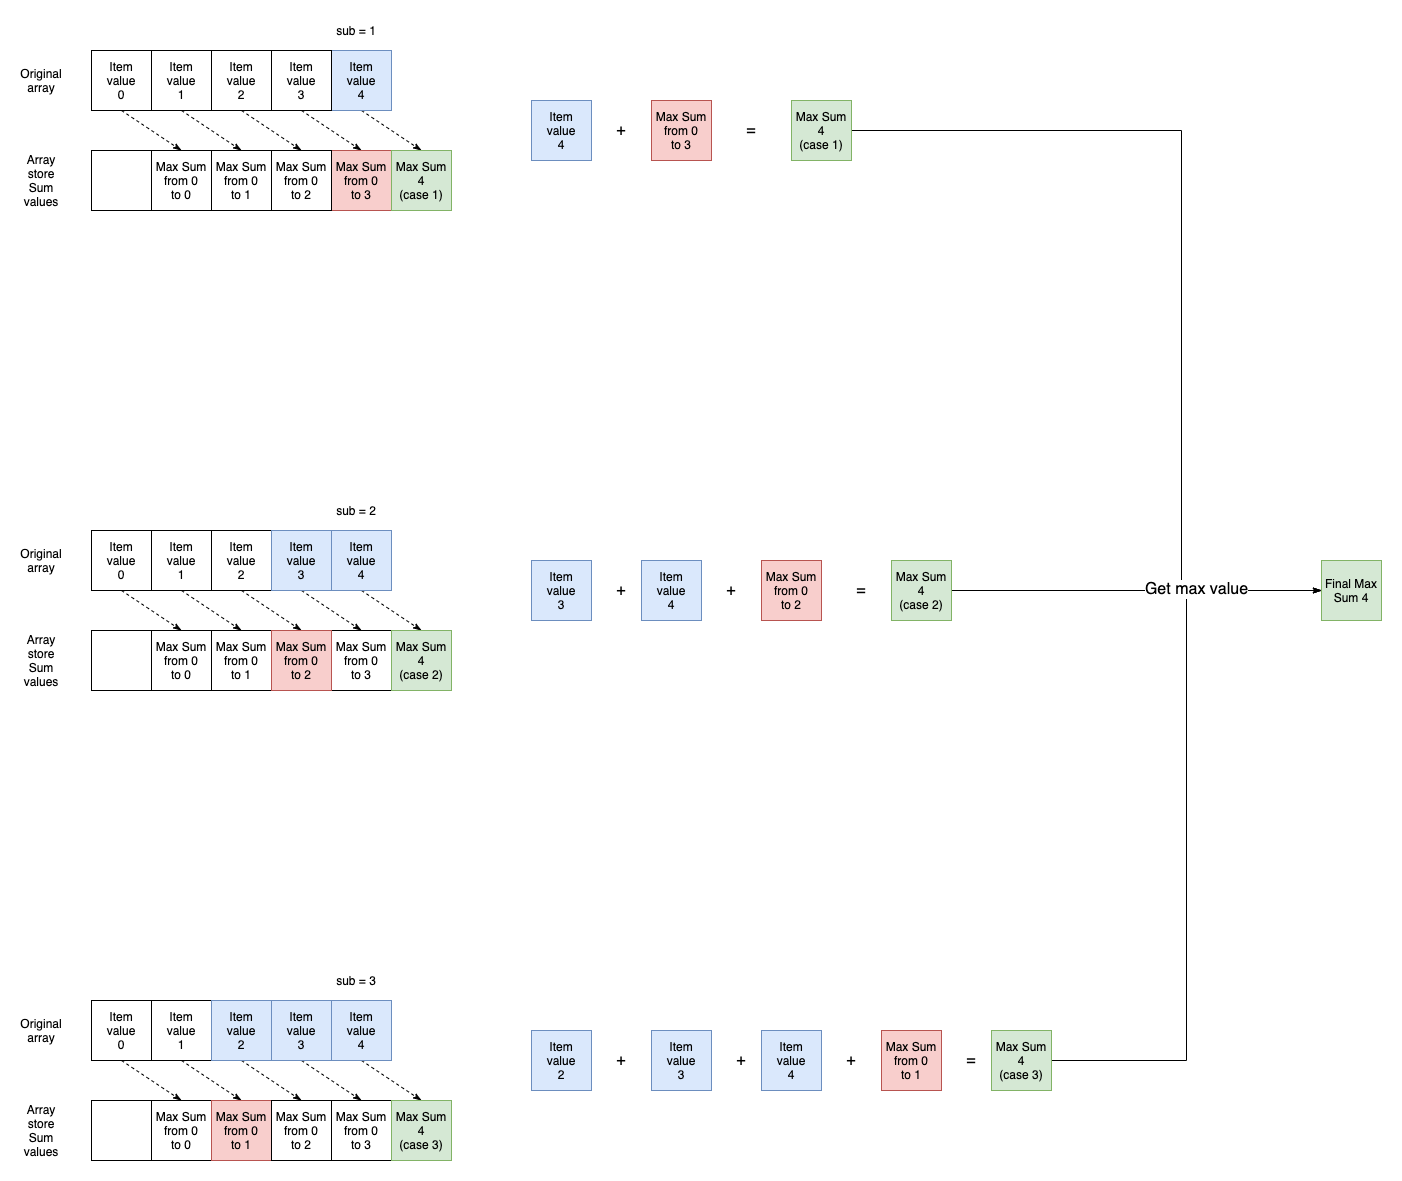 sub = 1
Original
array
Item
value
0
Item
value
1
Item
value
2
Item
value
3
Item
value
4
Array
store
Sum
values
Max Sum
from 0
to 0
Max Sum
from 0
to 1
Max Sum
from 0
to 2
Max Sum
from 0
to 3
Max Sum
4
(case 1)
Item
value
4
+
Max Sum
from 0
to 3
=
Max Sum
4
(case 1)
sub = 2
Original
array
Item
value
0
Item
value
1
Item
value
2
Item
value
3
Item
value
4
Array
store
Sum
values
Max Sum
from 0
to 0
Max Sum
from 0
to 1
Max Sum
from 0
to 2
Max Sum
from 0
to 3
Max Sum
4
(case 2)
Item
value
3
+
Item
value
4
+
Max Sum
from 0
to 2
=
Max Sum
4
(case 2)
Get max value
Final Max
Sum 4
sub = 3
Original
array
Item
value
0
Item
value
1
Item
value
2
Item
value
3
Item
value
4
Array
store
Sum
values
Max Sum
from 0
to 0
Max Sum
from 0
to 1
Max Sum
from 0
to 2
Max Sum
from 0
to 3
Max Sum
4
(case 3)
Item
value
2
+
Item
value
3
+
Item
value
4
+
Max Sum
from 0
to 1
=
Max Sum
4
(case 3)